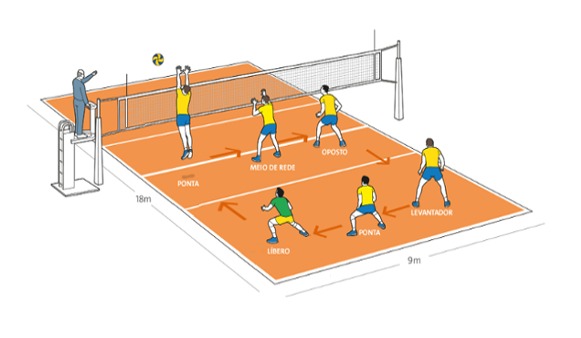 PONTA
MEIO DE REDE
OPOSTO
18m
LÍBERO
PONTA
LEVANTADOR
9m